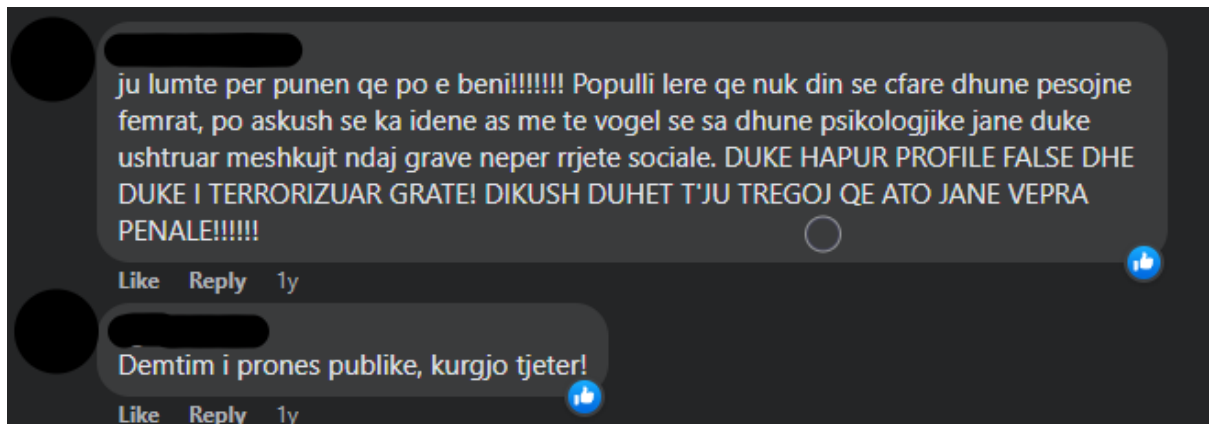 ju lumte per punen qe po e beni!!!!!!! Populli lere qe nuk din se cfare dhune pesojne
femrat, po askush se ka idene as me te vogel se sa dhune psikologjike jane duke
ushtruar meshkujt ndaj grave neper rrjete sociale. DUKE HAPUR PROFILE FALSE DHE
DUKE I TERRORIZUAR GRATE! DIKUSH DUHET T'JU TREGOJ QE ATO JANE VEPRA
PENALE!!!!!!
Like Reply 1y
Demtim i prones publike, kurgjo tjeter!
Like Reply 1y